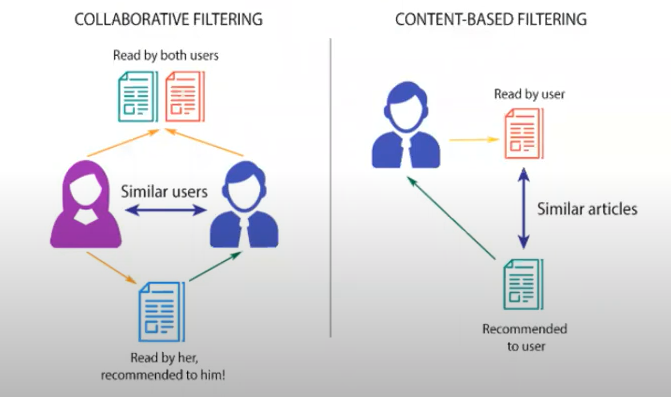 COLLABORATIVE FILTERING
Read by both users
Similar users
Read by her,
recommended to him!
CONTENT-BASED FILTERING
Read by user
Similar articles
Recommended
to user